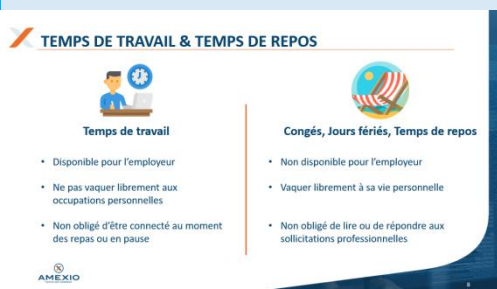 TEMPS DE TRAVAIL & TEMPS DE REPOS
Temps de travail
• Disponible pour l'employeur
• Ne pas vaquer librement aux
occupations personnelles
• Non obligé d'être connecté au moment
des repas ou en pause
Congés, Jours fériés, Temps de repos
• Non disponible pour l'employeur
• Vaquer librement à sa vie personnelle
• Non obligé de lire ou de répondre aux
sollicitations professionnelles
AMEXIO
8